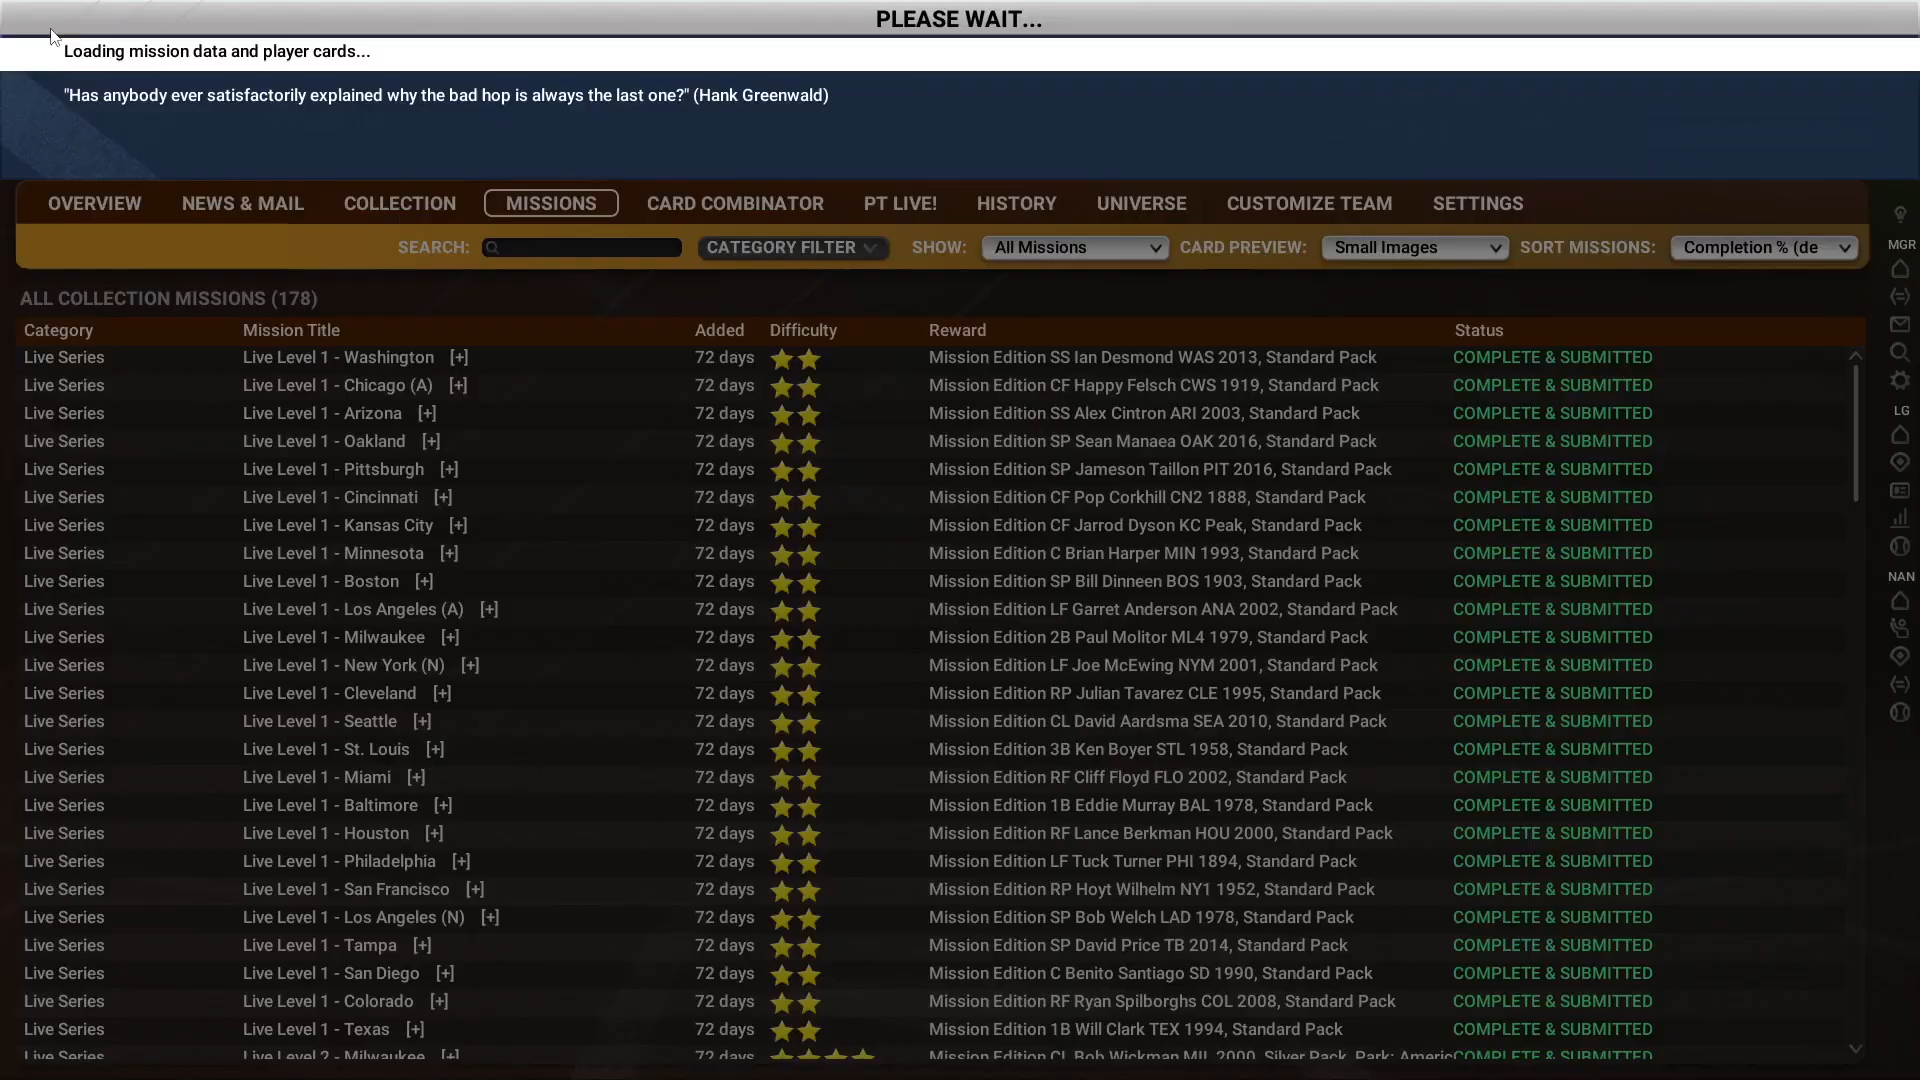 PLEASE WAIT...
Loading mission data and player cards...
"Has anybody ever satisfactorily explained why the bad hop is always the last one?" (Hank Greenwald)
OVERVIEW NEWS & MAIL COLLECTION MISSIONS CARD COMBINATOR PT LIVE! HISTORY UNIVERSE CUSTOMIZE TEAM SETTINGS
SEARCH: CATEGORY FILTER SHOW: All Missions CARD PREVIEW: Small Images SORT MISSIONS: Completion % (de
MGR
ALL COLLECTION MISSIONS (178)
Category Mission Title Added Difficulty Reward Status
Live Series Live Level 1 - Washington [+] 72 days Mission Edition SS Ian Desmond WAS 2013, Standard Pack COMPLETE & SUBMITTED
Live Series Live Level 1 - Chicago (A) [+] 72 days Mission Edition CF Happy Felsch CWS 1919, Standard Pack COMPLETE & SUBMITTED
LG
Live Series Live Level 1 - Arizona [+] 72 days Mission Edition SS Alex Cintron ARI 2003, Standard Pack COMPLETE & SUBMITTED
Live Series Live Level 1 - Oakland [+] 72 days Mission Edition SP Sean Manaea OAK 2016, Standard Pack COMPLETE & SUBMITTED
Live Series Live Level 1 - Pittsburgh [+] 72 days Mission Edition SP Jameson Taillon PIT 2016, Standard Pack COMPLETE & SUBMITTED
Live Series Live Level 1 - Cincinnati [+] 72 days Mission Edition CF Pop Corkhill CN2 1888, Standard Pack COMPLETE & SUBMITTED
Live Series Live Level 1 - Kansas City [+] 72 days Mission Edition CF Jarrod Dyson KC Peak, Standard Pack COMPLETE & SUBMITTED
Live Series Live Level 1 - Minnesota [+] 72 days Mission Edition C Brian Harper MIN 1993, Standard Pack COMPLETE & SUBMITTED
NAN
Live Series Live Level 1 - Boston [+] 72 days Mission Edition SP Bill Dinneen BOS 1903, Standard Pack COMPLETE & SUBMITTED
Live Series Live Level 1 - Los Angeles (A) [+] 72 days Mission Edition LF Garret Anderson ANA 2002, Standard Pack COMPLETE & SUBMITTED
Live Series Live Level 1 - Milwaukee [+] 72 days Mission Edition 2B Paul Molitor ML4 1979, Standard Pack COMPLETE & SUBMITTED
Live Series Live Level 1 - New York (N) [+] 72 days Mission Edition LF Joe McEwing NYM 2001, Standard Pack COMPLETE & SUBMITTED
Live Series Live Level 1 - Cleveland [+] 72 days Mission Edition RP Julian Tavarez CLE 1995, Standard Pack COMPLETE & SUBMITTED
Live Series Live Level 1 - Seattle [+] 72 days Mission Edition CL David Aardsma SEA 2010, Standard Pack COMPLETE & SUBMITTED
Live Series Live Level 1 - St. Louis [+] 72 days Mission Edition 3B Ken Boyer STL 1958, Standard Pack COMPLETE & SUBMITTED
Live Series Live Level 1 - Miami [+] 72 days Mission Edition RF Cliff Floyd FLO 2002, Standard Pack COMPLETE & SUBMITTED
Live Series Live Level 1 - Baltimore [+] 72 days Mission Edition 1B Eddie Murray BAL 1978, Standard Pack COMPLETE & SUBMITTED
Live Series Live Level 1 - Houston [+] 72 days Mission Edition RF Lance Berkman HOU 2000, Standard Pack COMPLETE & SUBMITTED
Live Series Live Level 1 - Philadelphia [+] 72 days Mission Edition LF Tuck Turner PHI 1894, Standard Pack COMPLETE & SUBMITTED
Live Series Live Level 1 - San Francisco [+] 72 days Mission Edition RP Hoyt Wilhelm NY1 1952, Standard Pack COMPLETE & SUBMITTED
Live Series Live Level 1 - Los Angeles (N) [+] 72 days Mission Edition SP Bob Welch LAD 1978, Standard Pack COMPLETE & SUBMITTED
Live Series Live Level 1 - Tampa [+] 72 days Mission Edition SP David Price TB 2014, Standard Pack COMPLETE & SUBMITTED
Live Series Live Level 1 - San Diego [+] 72 days Mission Edition C Benito Santiago SD 1990, Standard Pack COMPLETE & SUBMITTED
Live Series Live Level 1 - Colorado [+] 72 days Mission Edition RF Ryan Spilborghs COL 2008, Standard Pack COMPLETE & SUBMITTED
Live Series Live Level 1 - Texas [+] 72 days Mission Edition 1B Will Clark TEX 1994, Standard Pack COMPLETE & SUBMITTED
Live Series Live Level 2 - Milwaukee [+] 72 days Mission Edition CL Bob Wickman MIL 2000, Silver Pack, Park: Americ COMPLETE & SUBMITTED